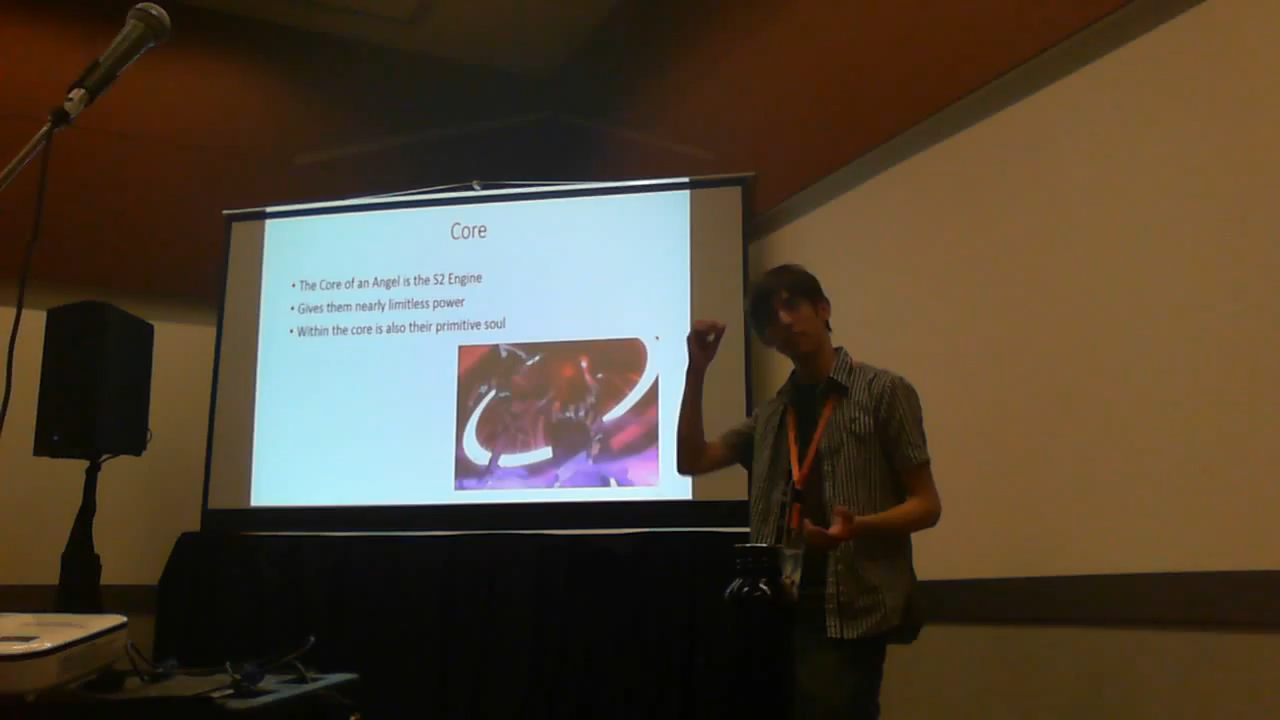 Core
• The Core of an Angel is the S2 Engine
• Gives them nearly limitless power
• Within the core is also their primitive soul